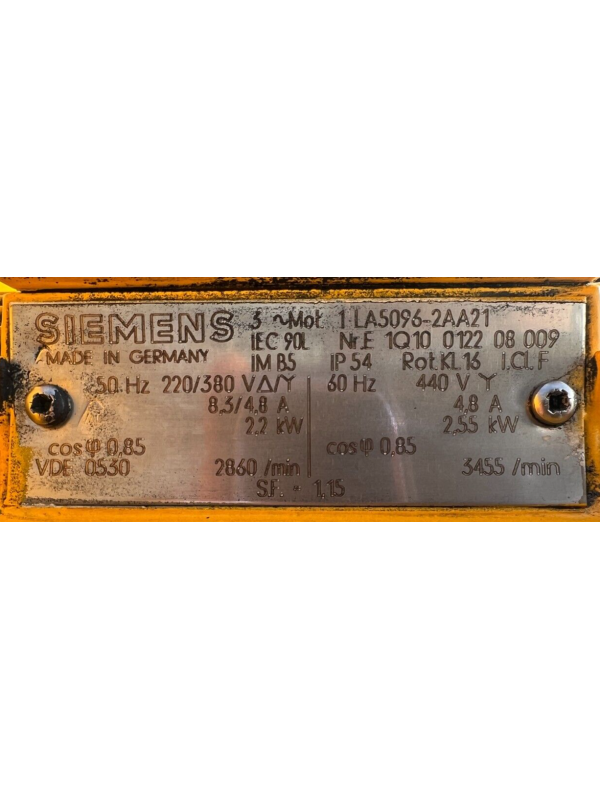 SIEMENS 3 ~Mot. 1 LA5096-2AA21
MADE IN GERMANY IEC 90L Nr.E 1Q10 0122 08 009
IM B5 IP 54 Rot.KL 16 I.Cl.F
50 Hz 220/380 V Δ/Y 60 Hz 440 V Y
8,3/4,8 A 4,8 A
2,2 kW 2,55 kW
cosφ 0,85 cosφ 0,85
VDE 0530 2860 /min 3455 /min
S.F. · 1,15